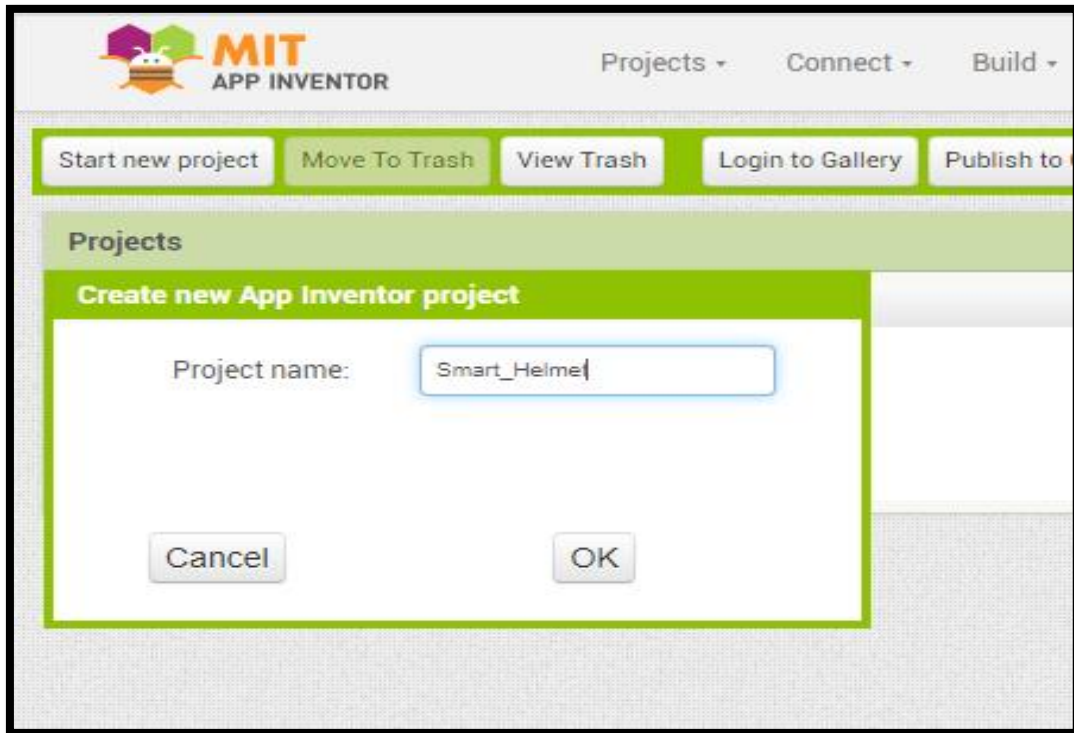 MIT
APP INVENTOR
Projects Connect Build
Start new project Move To Trash View Trash Login to Gallery Publish to
Projects
Create new App Inventor project
Project name: Smart_Helmet
Cancel OK